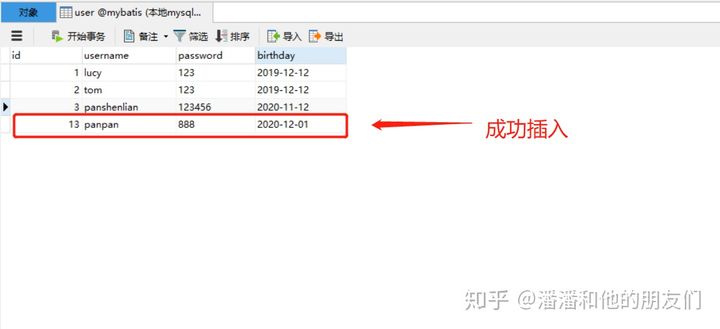 对象 user @mybatis (本地mysql...
开始事务 备注 筛选 排序 导入 导出
id username password birthday
1 lucy 123 2019-12-12
2 tom 123 2019-12-12
3 panshenlian 123456 2020-11-12
13 panpan 888 2020-12-01
成功插入
知乎 @潘潘和他的朋友们